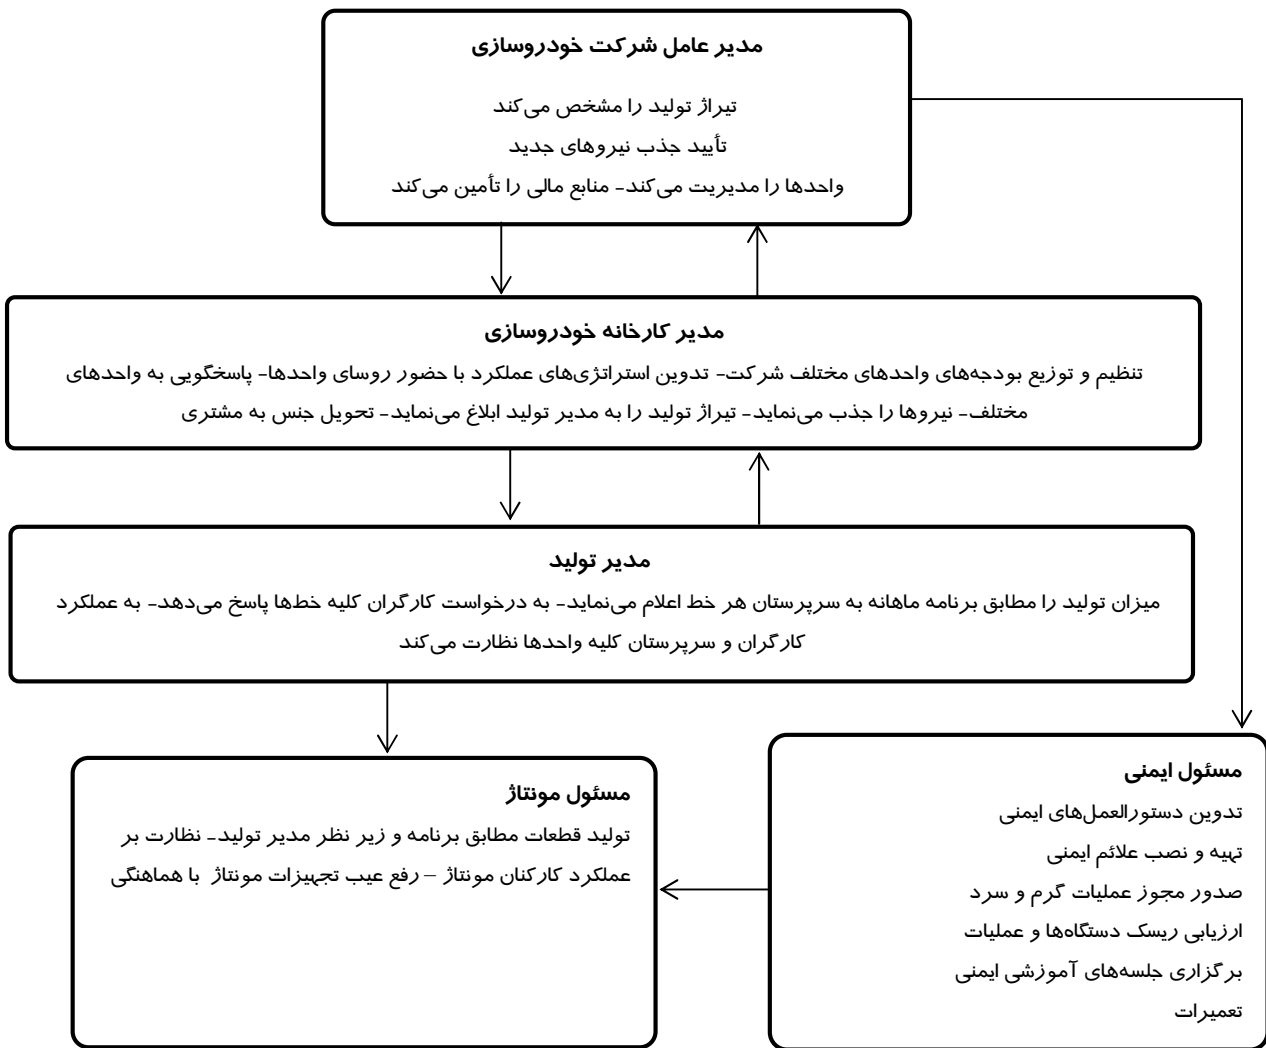 مدیر عامل شرکت خودروسازی
تیراژ تولید را مشخص می‌کند
تأیید جذب نیروهای جدید
واحدها را مدیریت می‌کند- منابع مالی را تأمین می‌کند
مدیر کارخانه خودروسازی
تنظیم و توزیع بودجه‌های واحدهای مختلف شرکت- تدوین استراتژی‌های عملکرد با حضور روسای واحدها- پاسخگویی به واحدهای
مختلف- نیروها را جذب می‌نماید- تیراژ تولید را به مدیر تولید ابلاغ می‌نماید- تحویل جنس به مشتری
مدیر تولید
میزان تولید را مطابق برنامه ماهانه به سرپرستان هر خط اعلام می‌نماید- به درخواست کارگران کلیه خط‌ها پاسخ می‌دهد- به عملکرد
کارگران و سرپرستان کلیه واحدها نظارت می‌کند
مسئول ایمنی
تدوین دستورالعمل‌های ایمنی
تهیه و نصب علائم ایمنی
صدور مجوز عملیات گرم و سرد
ارزیابی ریسک دستگاه‌ها و عملیات
برگزاری جلسه‌های آموزشی ایمنی
تعمیرات
مسئول مونتاژ
تولید قطعات مطابق برنامه و زیر نظر مدیر تولید- نظارت بر
عملکرد کارکنان مونتاژ – رفع عیب تجهیزات مونتاژ با هماهنگی